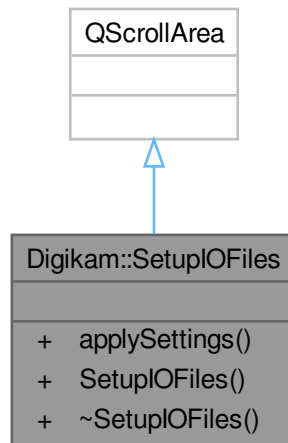 QScrollArea
Digikam::SetupIOFiles
+ applySettings()
+ SetupIOFiles()
+ ~SetupIOFiles()